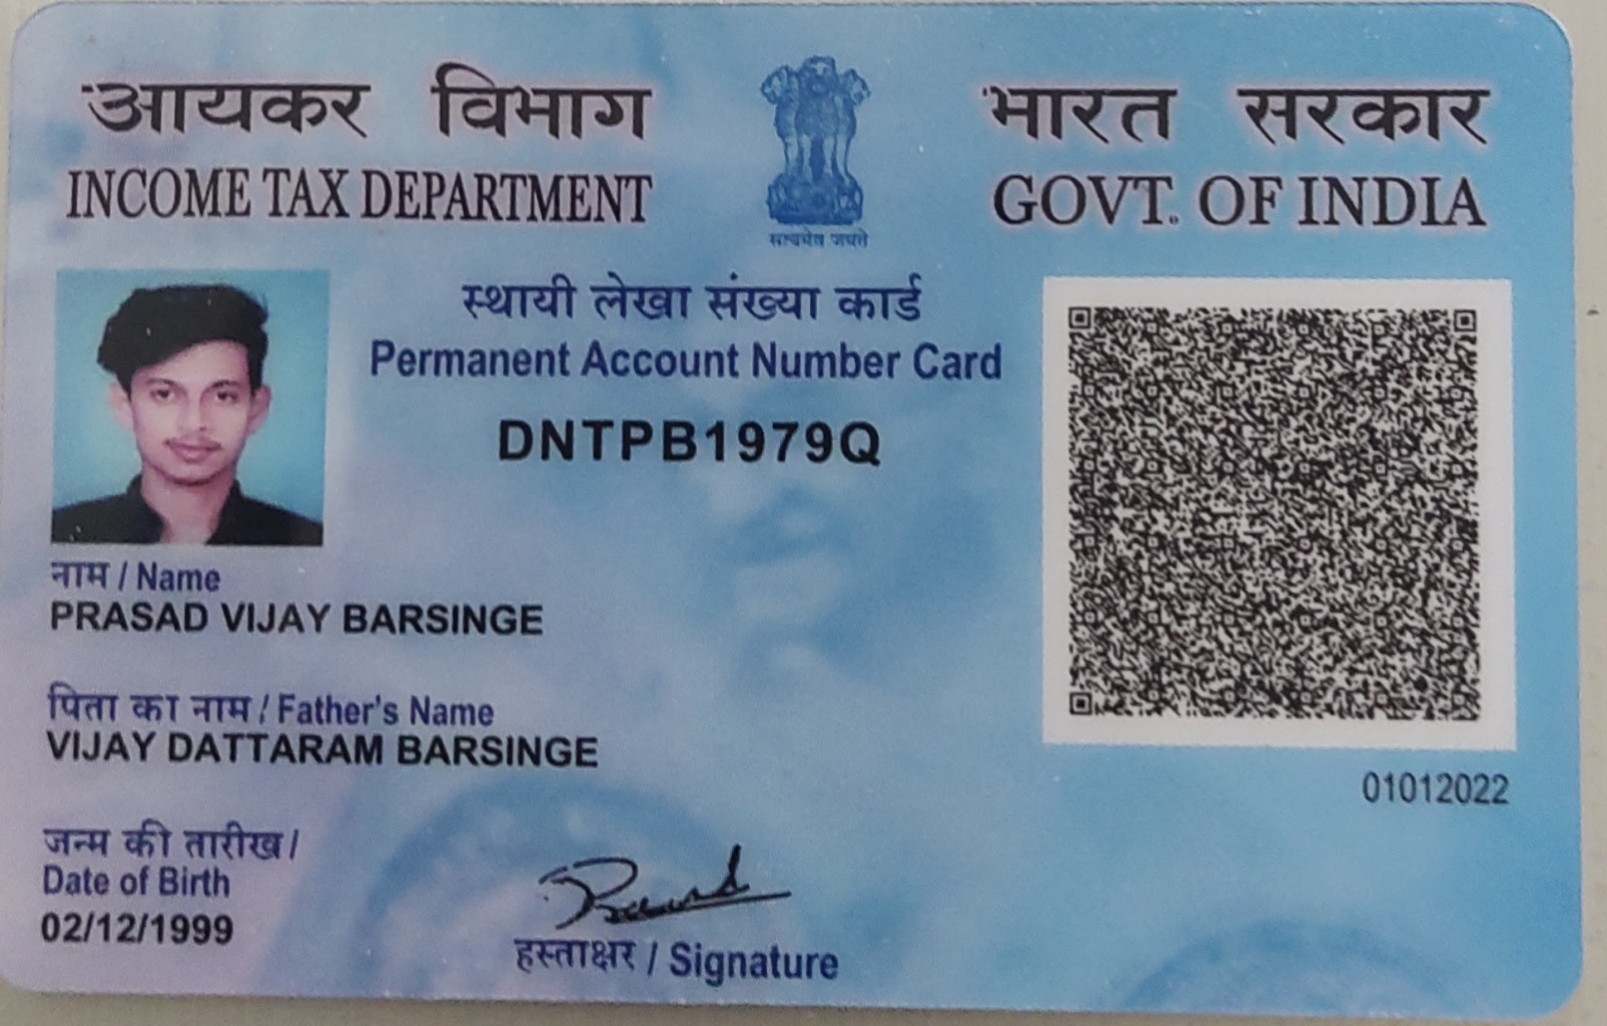 आयकर विभाग
INCOME TAX DEPARTMENT
भारत सरकार
GOVT. OF INDIA
सत्यमेव जयते
स्थायी लेखा संख्या कार्ड
Permanent Account Number Card
DNTPB1979Q
नाम / Name
PRASAD VIJAY BARSINGE
पिता का नाम / Father's Name
VIJAY DATTARAM BARSINGE
01012022
जन्म की तारीख /
Date of Birth
02/12/1999
हस्ताक्षर / Signature